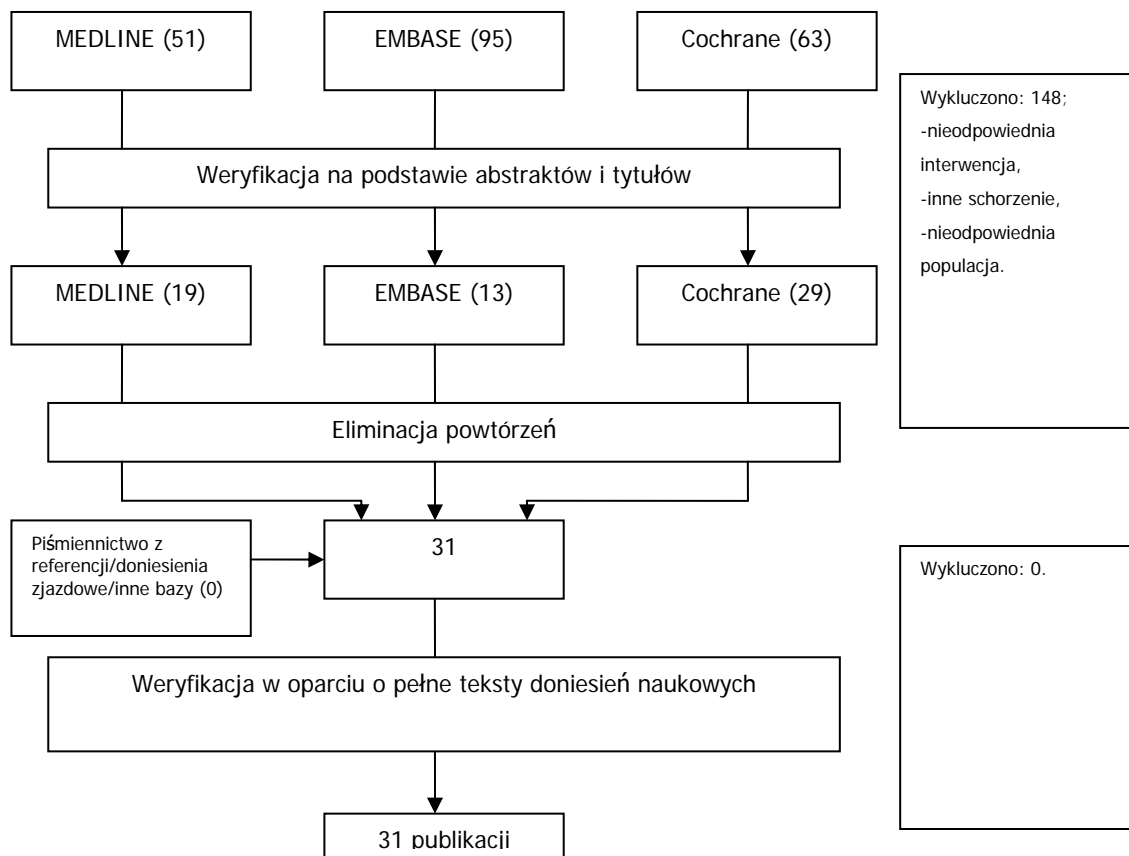 MEDLINE (51)
EMBASE (95)
Cochrane (63)
Wykluczono: 148;
-nieodpowiednia
interwencja,
-inne schorzenie,
-nieodpowiednia
populacja.
Weryfikacja na podstawie abstraktów i tytułów
MEDLINE (19)
EMBASE (13)
Cochrane (29)
Eliminacja powtórzeń
Piśmiennictwo z
referencji/doniesienia
zjazdowe/inne bazy (0)
31
Wykluczono: 0.
Weryfikacja w oparciu o pełne teksty doniesień naukowych
31 publikacji